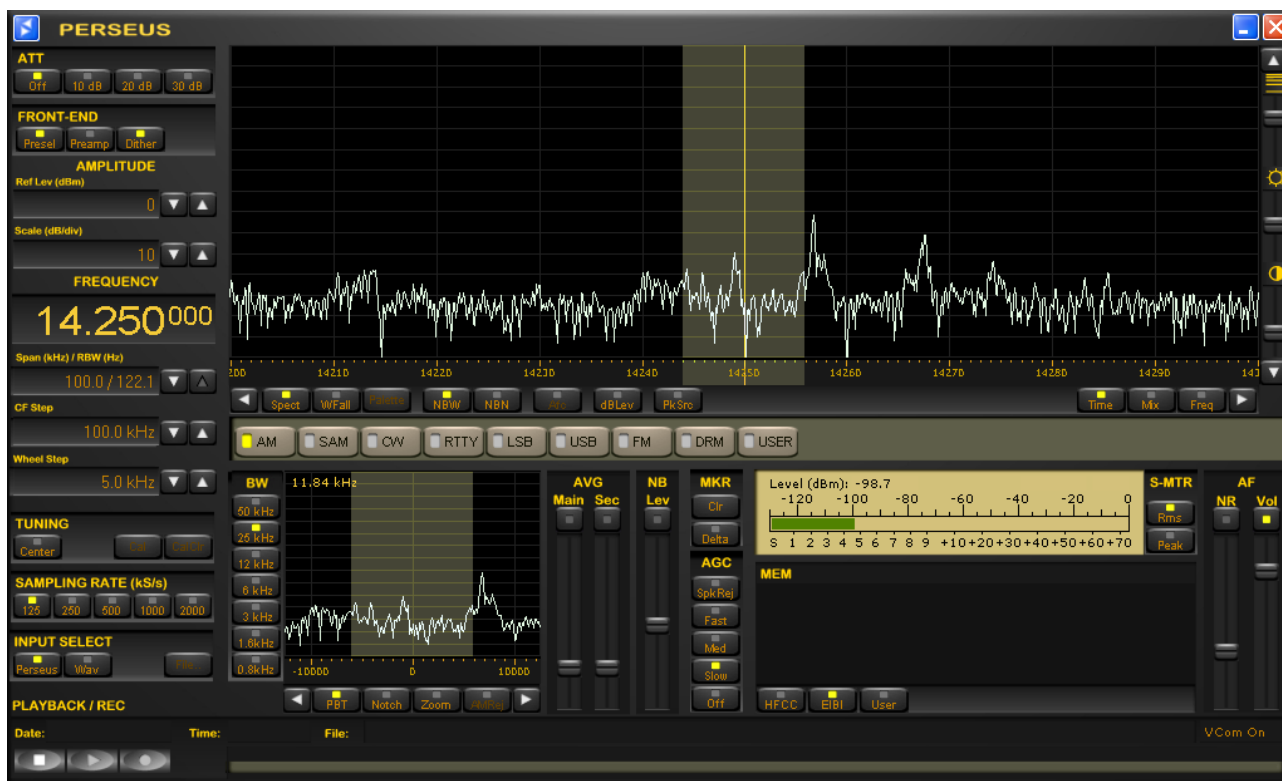 PERSEUS
ATT
Off 10 dB 20 dB 30 dB
FRONT-END
Presel Preamp Dither
AMPLITUDE
Ref Lev (dBm)
0
Scale (dB/div)
10
FREQUENCY
14.250000
Span (kHz) / RBW (Hz)
100.0 / 122.1
CF Step
100.0 kHz
Wheel Step
5.0 kHz
TUNING
Center Cal CalClr
SAMPLING RATE (kS/s)
125 250 500 1000 2000
INPUT SELECT
Perseus Wav File...
PLAYBACK / REC
200 14210 14220 14230 14240 14250 14260 14270 14280 14290 143
Spect WFall Palette NBW NBN dBLev PkSrc Time Mix Freq
AM SAM CW RTTY LSB USB FM DRM USER
BW
50 kHz
25 kHz
12 kHz
6 kHz
3 kHz
1.6kHz
0.8kHz
11.84 kHz
-10000 0 10000
PBT Notch Zoom AMRej
AVG
Main Sec
NB
Lev
MKR
Clr
Delta
AGC
SpkRej
Fast
Med
Slow
Off
Level (dBm): -98.7
-120 -100 -80 -60 -40 -20 0
S 1 2 3 4 5 6 7 8 9 +10+20+30+40+50+60+70
S-MTR
Rms
Peak
AF
NR Vol
MEM
HFCC EIBI User
Date: Time: File: VCom On